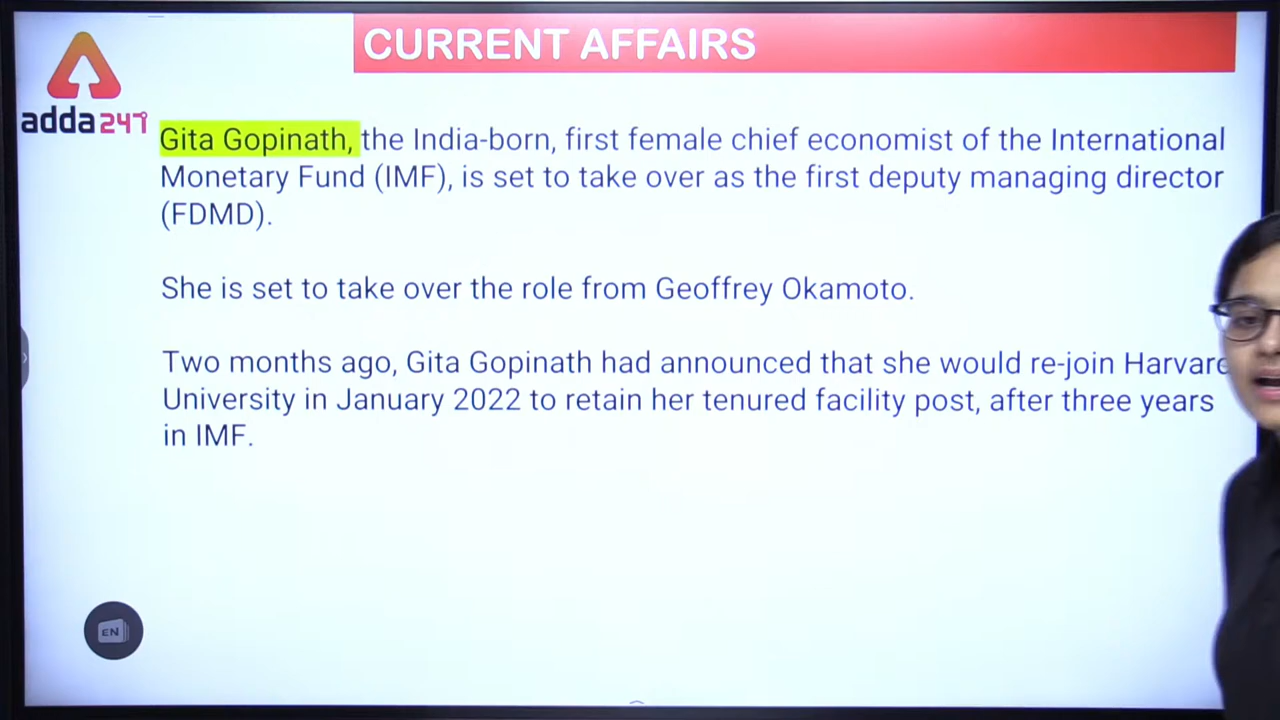 CURRENT AFFAIRS
adda247
Gita Gopinath, the India-born, first female chief economist of the International
Monetary Fund (IMF), is set to take over as the first deputy managing director
(FDMD).
She is set to take over the role from Geoffrey Okamoto.
Two months ago, Gita Gopinath had announced that she would re-join Harvard
University in January 2022 to retain her tenured facility post, after three years
in IMF.
EN